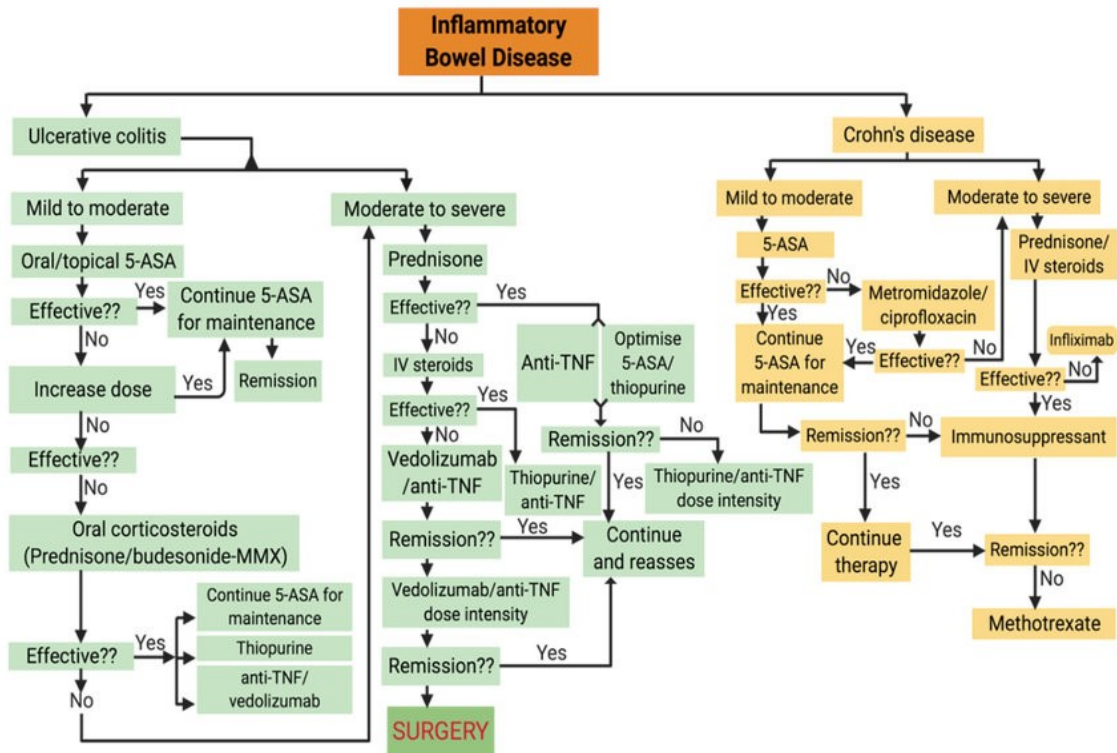 Inflammatory
Bowel Disease
Ulcerative colitis
Mild to moderate
Oral/topical 5-ASA
Effective??
Yes
Continue 5-ASA
for maintenance
Remission
No
Increase dose
Yes
No
Effective??
No
Oral corticosteroids
(Prednisone/budesonide-MMX)
Effective??
Yes
Continue 5-ASA for
maintenance
Thiopurine
anti-TNF/
vedolizumab
No
Moderate to severe
Prednisone
Effective??
Yes
Anti-TNF
Optimise
5-ASA/
thiopurine
No
IV steroids
Effective??
Yes
Thiopurine/
anti-TNF
Remission??
No
Thiopurine/anti-TNF
dose intensity
Yes
Continue
and reasses
No
Vedolizumab
/anti-TNF
Remission??
Yes
Vedolizumab/anti-TNF
dose intensity
Remission??
Yes
SURGERY
Crohn's disease
Mild to moderate
5-ASA
Effective??
No
Metromidazole/
ciprofloxacin
Yes
Continue
5-ASA for
maintenance
Yes
Effective??
No
Moderate to severe
Prednisone/
IV steroids
Infliximab
Effective??
No
Yes
Remission??
No
Immunosuppressant
Yes
Continue
therapy
Yes
Remission??
No
Methotrexate